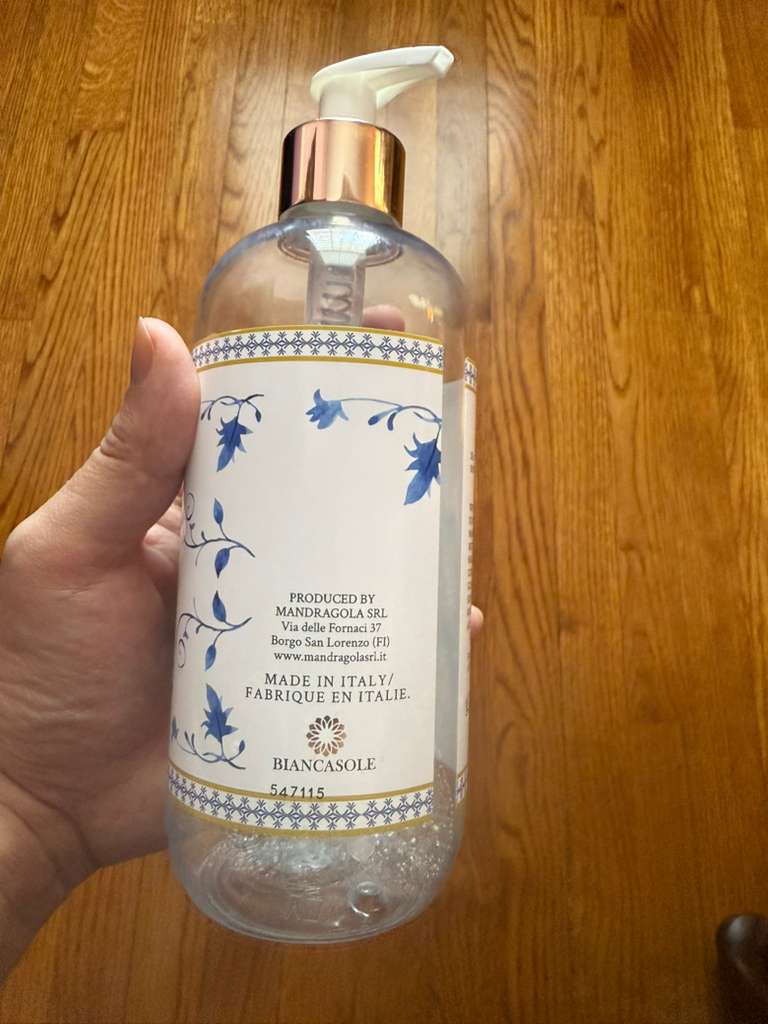 PRODUCED BY
MANDRAGOLA SRL
Via delle Fornaci 37
Borgo San Lorenzo (FI)
www.mandragolasrl.it
MADE IN ITALY/
FABRIQUE EN ITALIE.
BIANCASOLE
547115